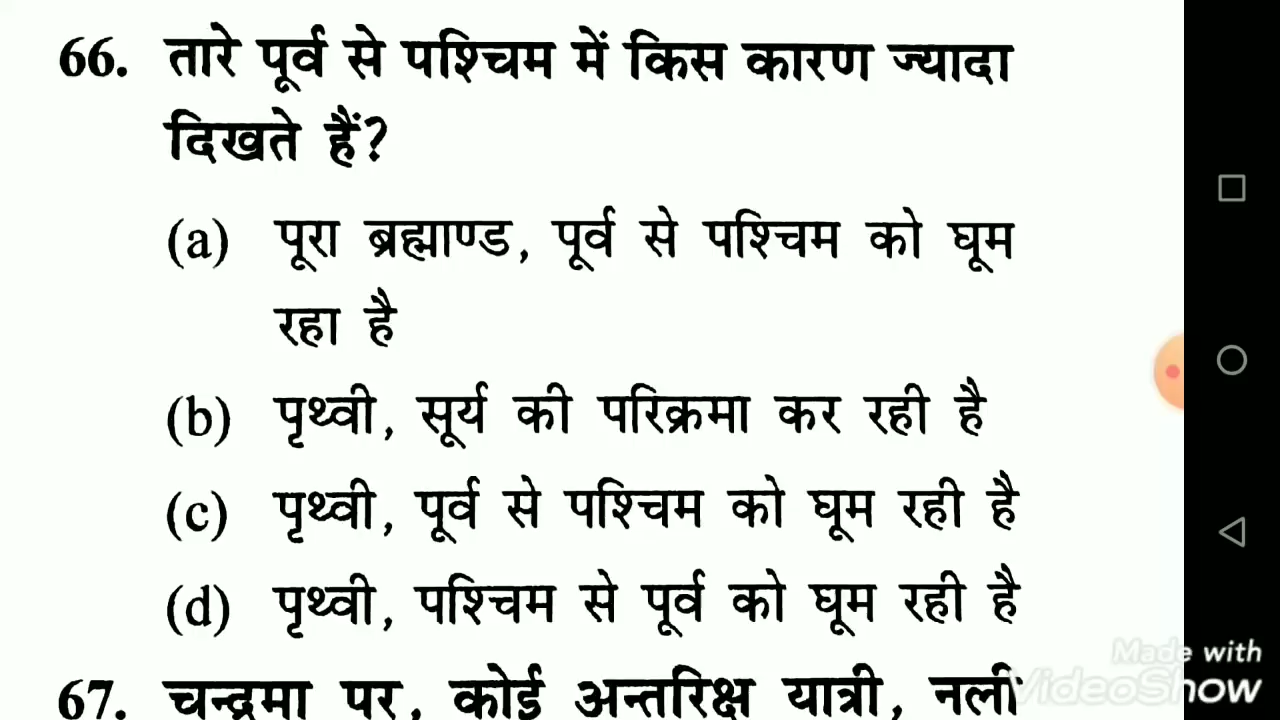 66. तारे पूर्व से पश्चिम में किस कारण ज्यादा
दिखते हैं?
(a) पूरा ब्रह्माण्ड, पूर्व से पश्चिम को घूम
रहा है
(b) पृथ्वी, सूर्य की परिक्रमा कर रही है
(c) पृथ्वी, पूर्व से पश्चिम को घूम रही है
(d) पृथ्वी, पश्चिम से पूर्व को घूम रही है
Made with
VideoShow
67. चन्द्रमा पर, कोई अन्तरिक्ष यात्री, नली